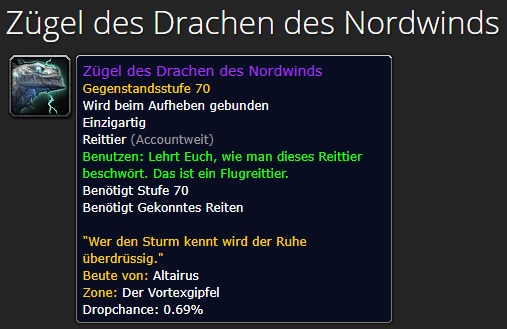 Zügel des Drachen des Nordwinds
Zügel des Drachen des Nordwinds
Gegenstandsstufe 70
Wird beim Aufheben gebunden
Einzigartig
Reittier (Accountweit)
Benutzen: Lehrt Euch, wie man dieses Reittier
beschwört. Das ist ein Flugreittier.
Benötigt Stufe 70
Benötigt Gekonntes Reiten
"Wer den Sturm kennt wird der Ruhe
überdrüssig."
Beute von: Altairus
Zone: Der Vortexgipfel
Dropchance: 0.69%